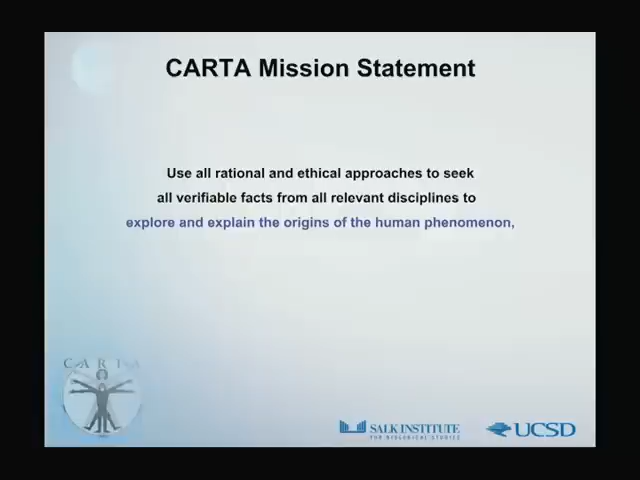 CARTA Mission Statement
Use all rational and ethical approaches to seek
all verifiable facts from all relevant disciplines to
explore and explain the origins of the human phenomenon,
CARTA
SALK INSTITUTE
FOR BIOLOGICAL STUDIES
UCSD